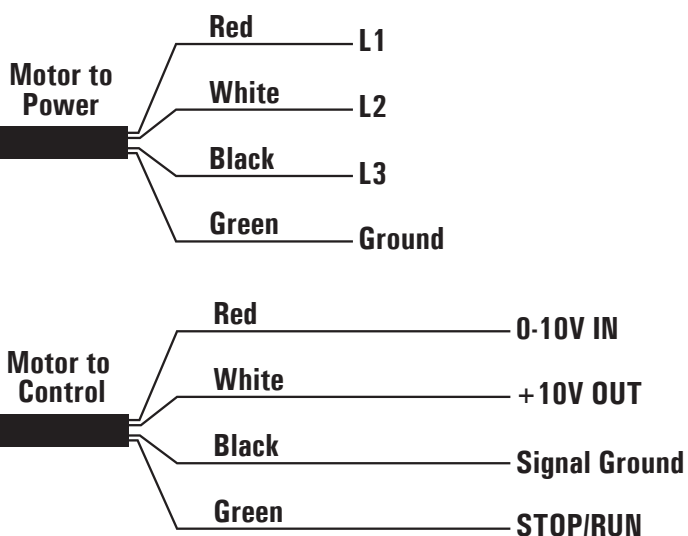 Motor to
Power
Red
L1
White
L2
Black
L3
Green
Ground
Motor to
Control
Red
0-10V IN
White
+10V OUT
Black
Signal Ground
Green
STOP/RUN